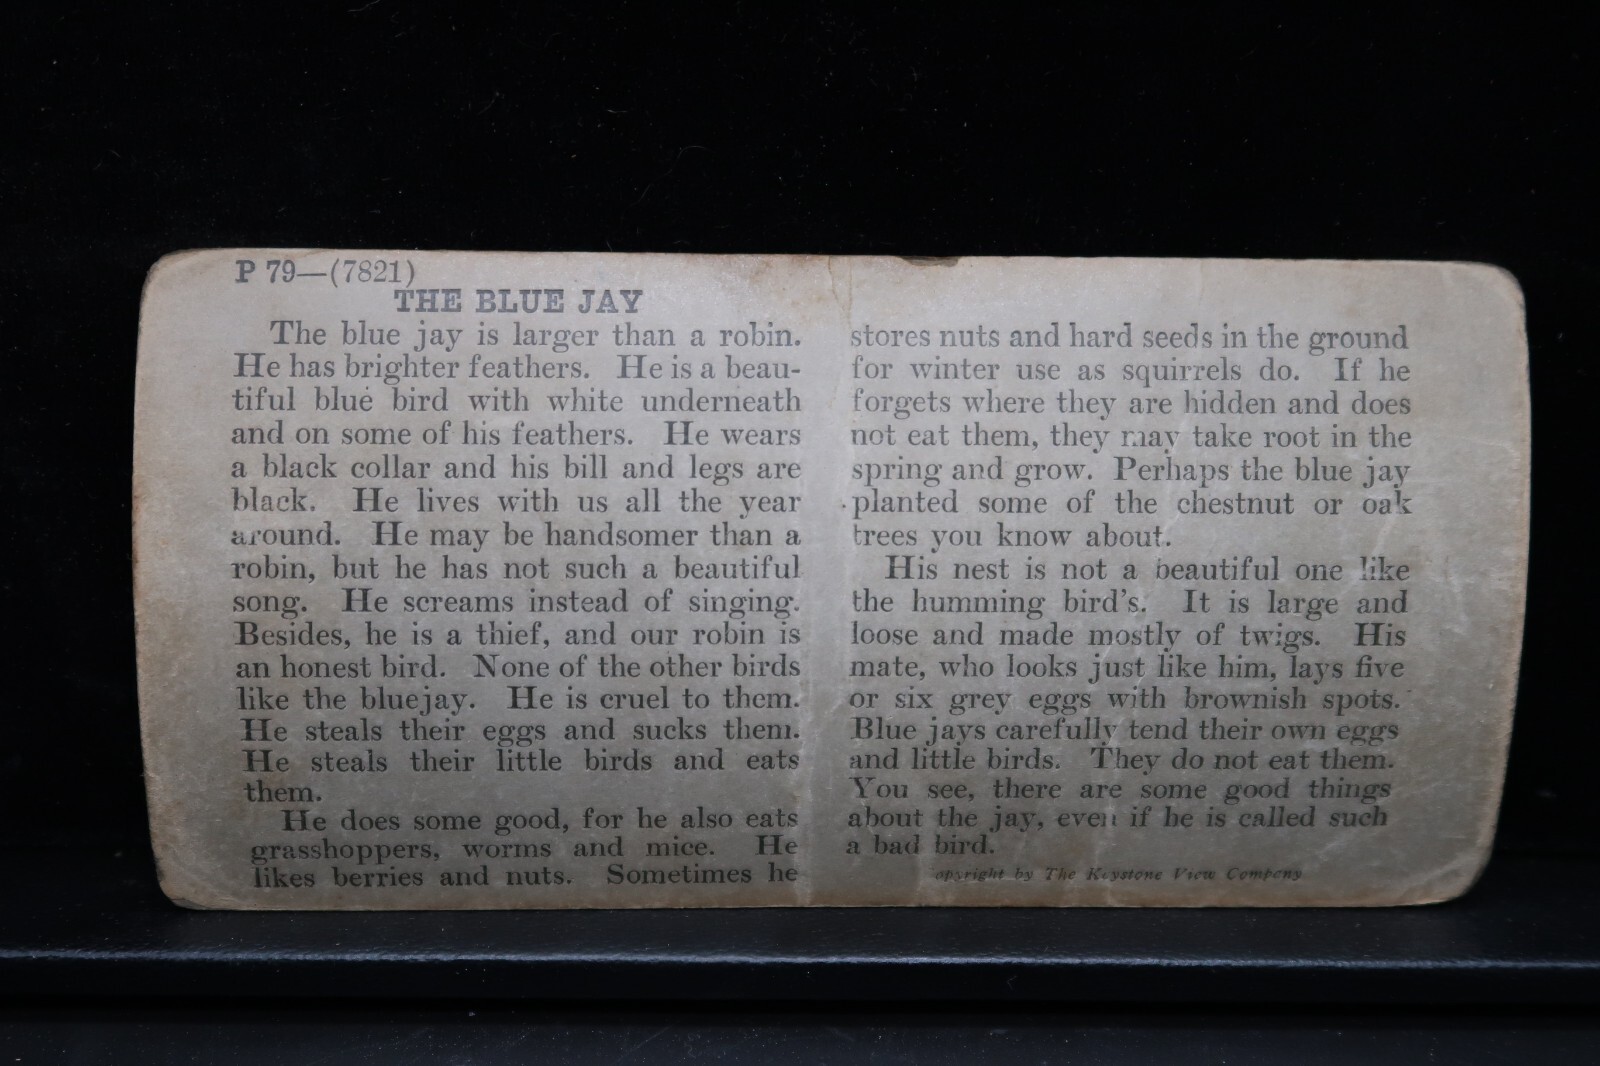 P 79—(7821)
THE BLUE JAY
The blue jay is larger than a robin.
He has brighter feathers. He is a beau-
tiful blue bird with white underneath
and on some of his feathers. He wears
a black collar and his bill and legs are
black. He lives with us all the year
around. He may be handsomer than a
robin, but he has not such a beautiful
song. He screams instead of singing.
Besides, he is a thief, and our robin is
an honest bird. None of the other birds
like the bluejay. He is cruel to them.
He steals their eggs and sucks them.
He steals their little birds and eats
them.
He does some good, for he also eats
grasshoppers, worms and mice. He
likes berries and nuts. Sometimes he
stores nuts and hard seeds in the ground
for winter use as squirrels do. If he
forgets where they are hidden and does
not eat them, they may take root in the
spring and grow. Perhaps the blue jay
planted some of the chestnut or oak
trees you know about.
His nest is not a beautiful one like
the humming bird's. It is large and
loose and made mostly of twigs. His
mate, who looks just like him, lays five
or six grey eggs with brownish spots.
Blue jays carefully tend their own eggs
and little birds. They do not eat them.
You see, there are some good things
about the jay, even if he is called such
a bad bird.
opyright by The Keystone View Company